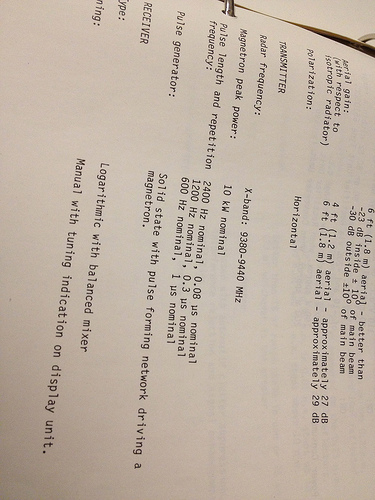 6 ft (1.8 m) aerial - better than
-23 dB inside ± 10° of main beam
-30 dB outside ±10° of main beam
Aerial gain:
(with respect to
isotropic radiator)
4 ft (1.2 m) aerial - approximately 27 dB
6 ft (1.8 m) aerial - approximately 29 dB
Polarization: Horizontal
TRANSMITTER
Radar frequency: X-band: 9380-9440 MHz
Magnetron peak power: 10 kW nominal
Pulse length and repetition
frequency:
2400 Hz nominal, 0.08 µs nominal
1200 Hz nominal, 0.3 µs nominal
600 Hz nominal, 1 µs nominal
Pulse generator: Solid state with pulse forming network driving a
magnetron.
RECEIVER
ype: Logarithmic with balanced mixer
ning: Manual with tuning indication on display unit.